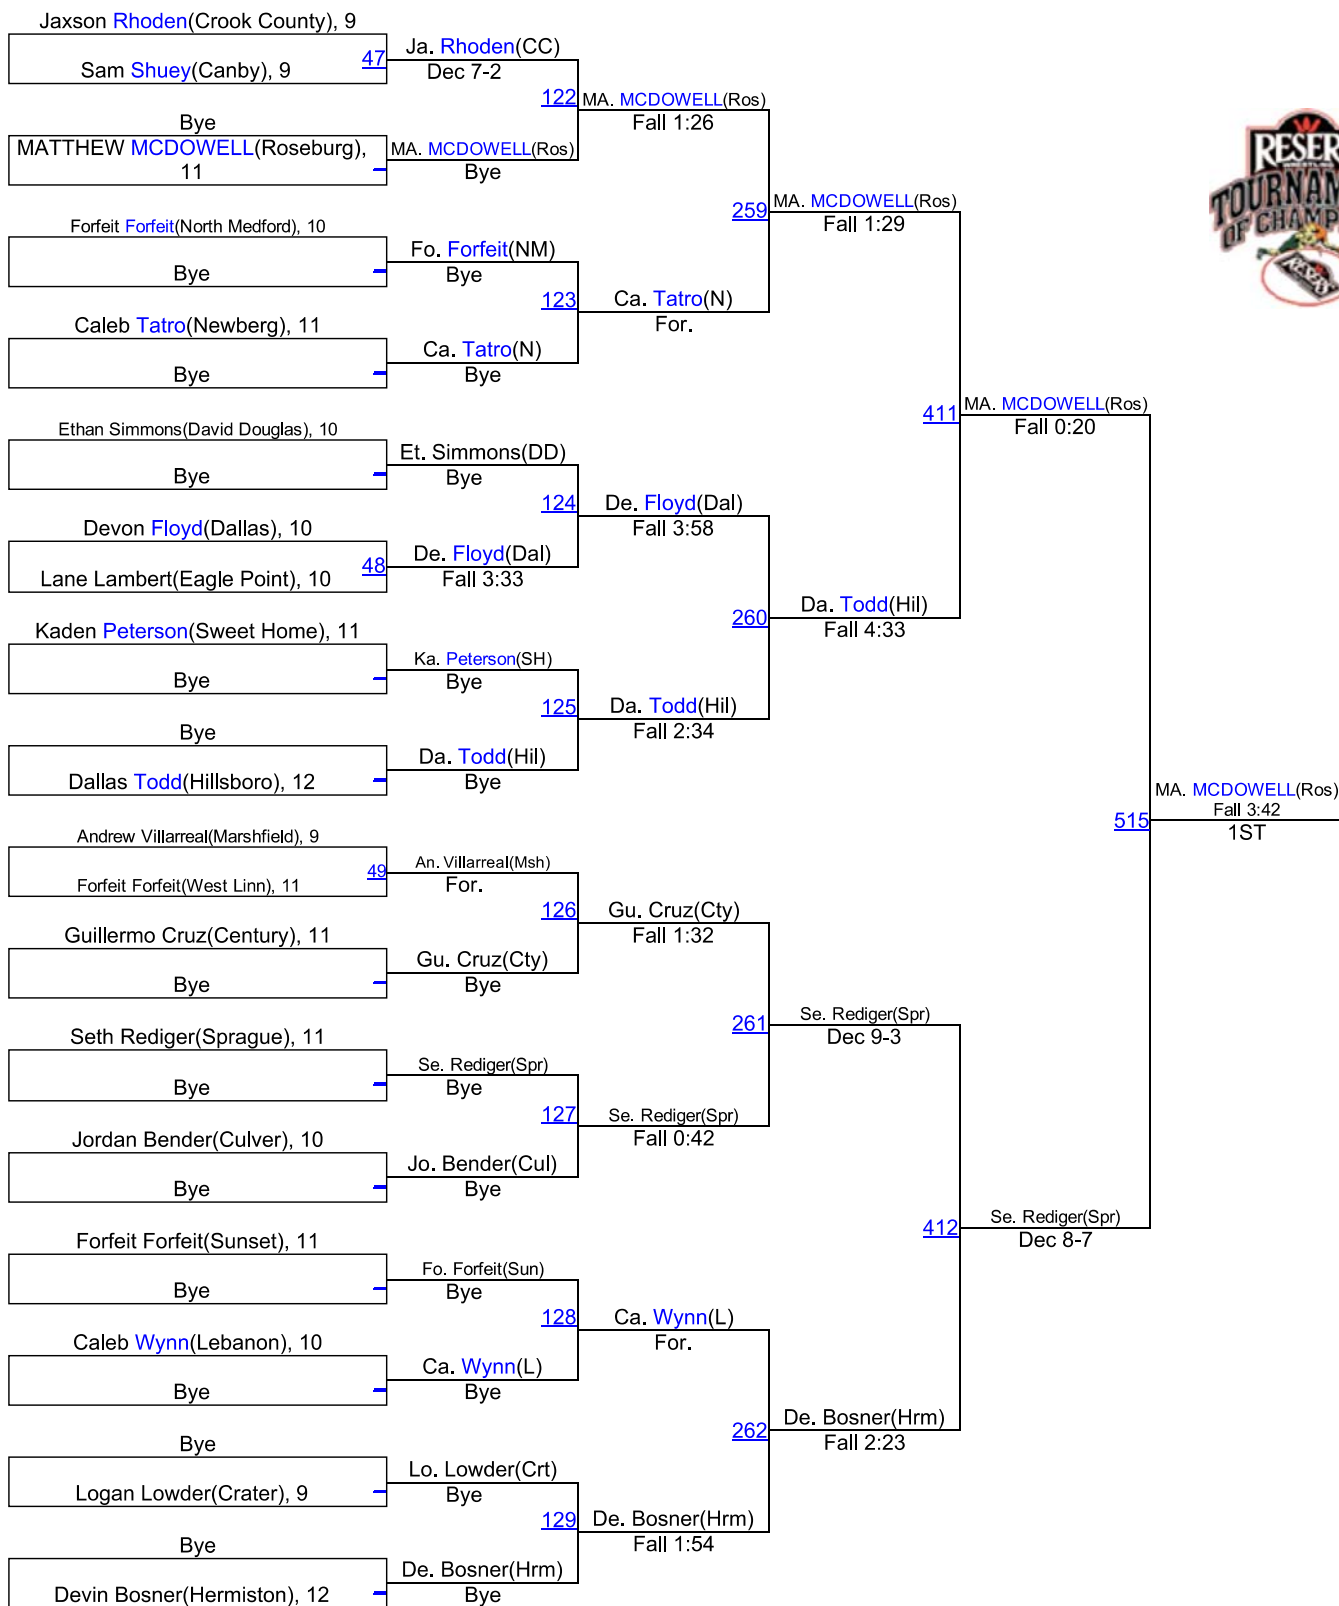 Jaxson Rhoden(Crook County), 9
47
Sam Shuey(Canby), 9
Ja. Rhoden(CC)
Dec 7-2
122
MA. MCDOWELL(Ros)
Fall 1:26
Bye
MATTHEW MCDOWELL(Roseburg),
11
MA. MCDOWELL(Ros)
Bye
259
MA. MCDOWELL(Ros)
Fall 1:29
Forfeit Forfeit(North Medford), 10
Bye
Fo. Forfeit(NM)
Bye
123
Ca. Tatro(N)
For.
Caleb Tatro(Newberg), 11
Bye
Ca. Tatro(N)
Bye
411
MA. MCDOWELL(Ros)
Fall 0:20
Ethan Simmons(David Douglas), 10
Bye
Et. Simmons(DD)
Bye
124
De. Floyd(Dal)
Fall 3:58
Devon Floyd(Dallas), 10
48
Lane Lambert(Eagle Point), 10
De. Floyd(Dal)
Fall 3:33
260
Da. Todd(Hil)
Fall 4:33
Kaden Peterson(Sweet Home), 11
Bye
Ka. Peterson(SH)
Bye
125
Da. Todd(Hil)
Fall 2:34
Bye
Dallas Todd(Hillsboro), 12
Da. Todd(Hil)
Bye
515
MA. MCDOWELL(Ros)
Fall 3:42
1ST
Andrew Villarreal(Marshfield), 9
49
Forfeit Forfeit(West Linn), 11
An. Villarreal(Msh)
For.
126
Gu. Cruz(Cty)
Fall 1:32
Guillermo Cruz(Century), 11
Bye
Gu. Cruz(Cty)
Bye
261
Se. Rediger(Spr)
Dec 9-3
Seth Rediger(Sprague), 11
Bye
Se. Rediger(Spr)
Bye
127
Se. Rediger(Spr)
Fall 0:42
Jordan Bender(Culver), 10
Bye
Jo. Bender(Cul)
Bye
412
Se. Rediger(Spr)
Dec 8-7
Forfeit Forfeit(Sunset), 11
Bye
Fo. Forfeit(Sun)
Bye
128
Ca. Wynn(L)
For.
Caleb Wynn(Lebanon), 10
Bye
Ca. Wynn(L)
Bye
262
De. Bosner(Hrm)
Fall 2:23
Bye
Logan Lowder(Crater), 9
Lo. Lowder(Crt)
Bye
129
De. Bosner(Hrm)
Fall 1:54
Bye
Devin Bosner(Hermiston), 12
De. Bosner(Hrm)
Bye
RESER
TOURNAM
OF CHAMP